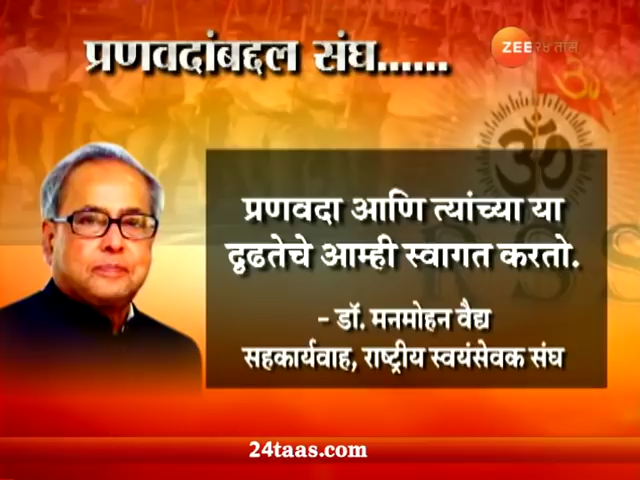 प्रणवदांबद्दल संघ......
ZEE २४ तास
प्रणवदा आणि त्यांच्या या
दृढतेचे आम्ही स्वागत करतो.
– डॉ. मनमोहन वैद्य
सहकार्यवाह, राष्ट्रीय स्वयंसेवक संघ
ॐ
ॐ
RSS
24taas.com